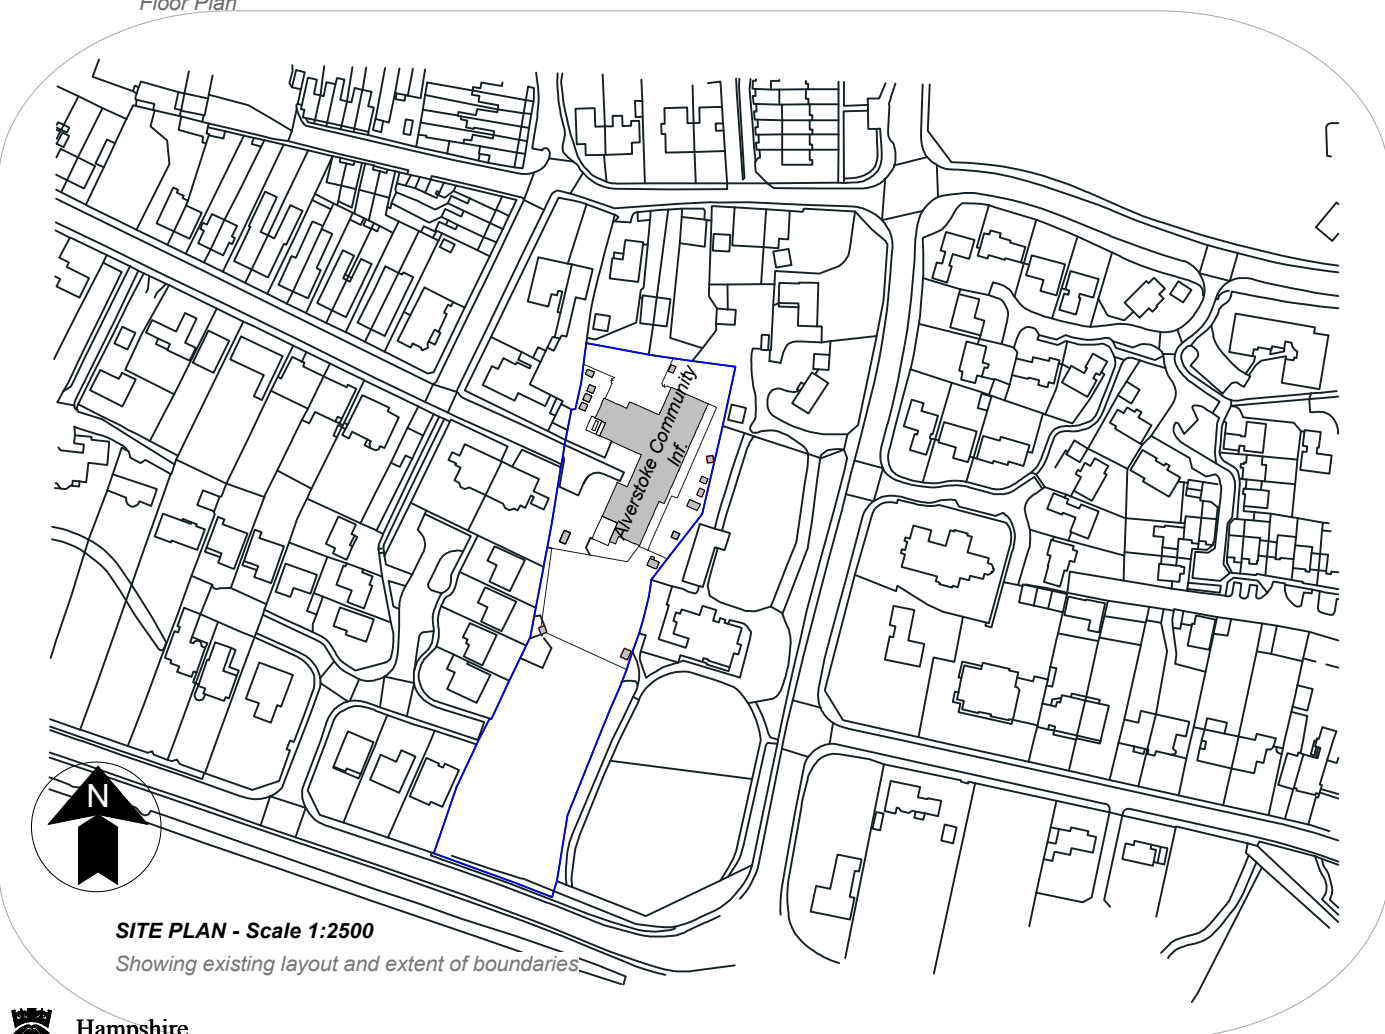 Floor Plan
Alverstoke Community
Inf.
N
SITE PLAN - Scale 1:2500
Showing existing layout and extent of boundaries
Hampshire